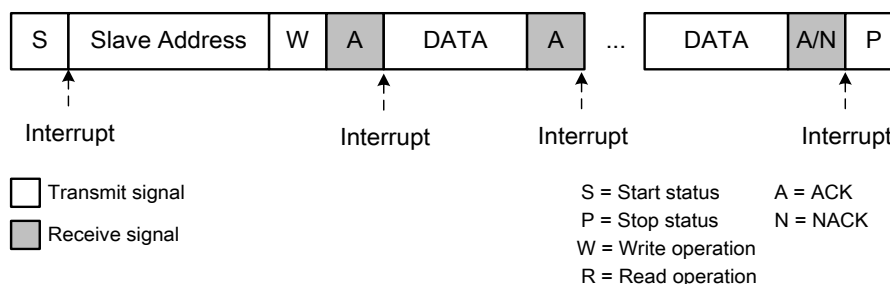 S Slave Address W A DATA A ... DATA A/N P
Interrupt Interrupt Interrupt Interrupt
Transmit signal
Receive signal
S = Start status A = ACK
P = Stop status N = NACK
W = Write operation
R = Read operation